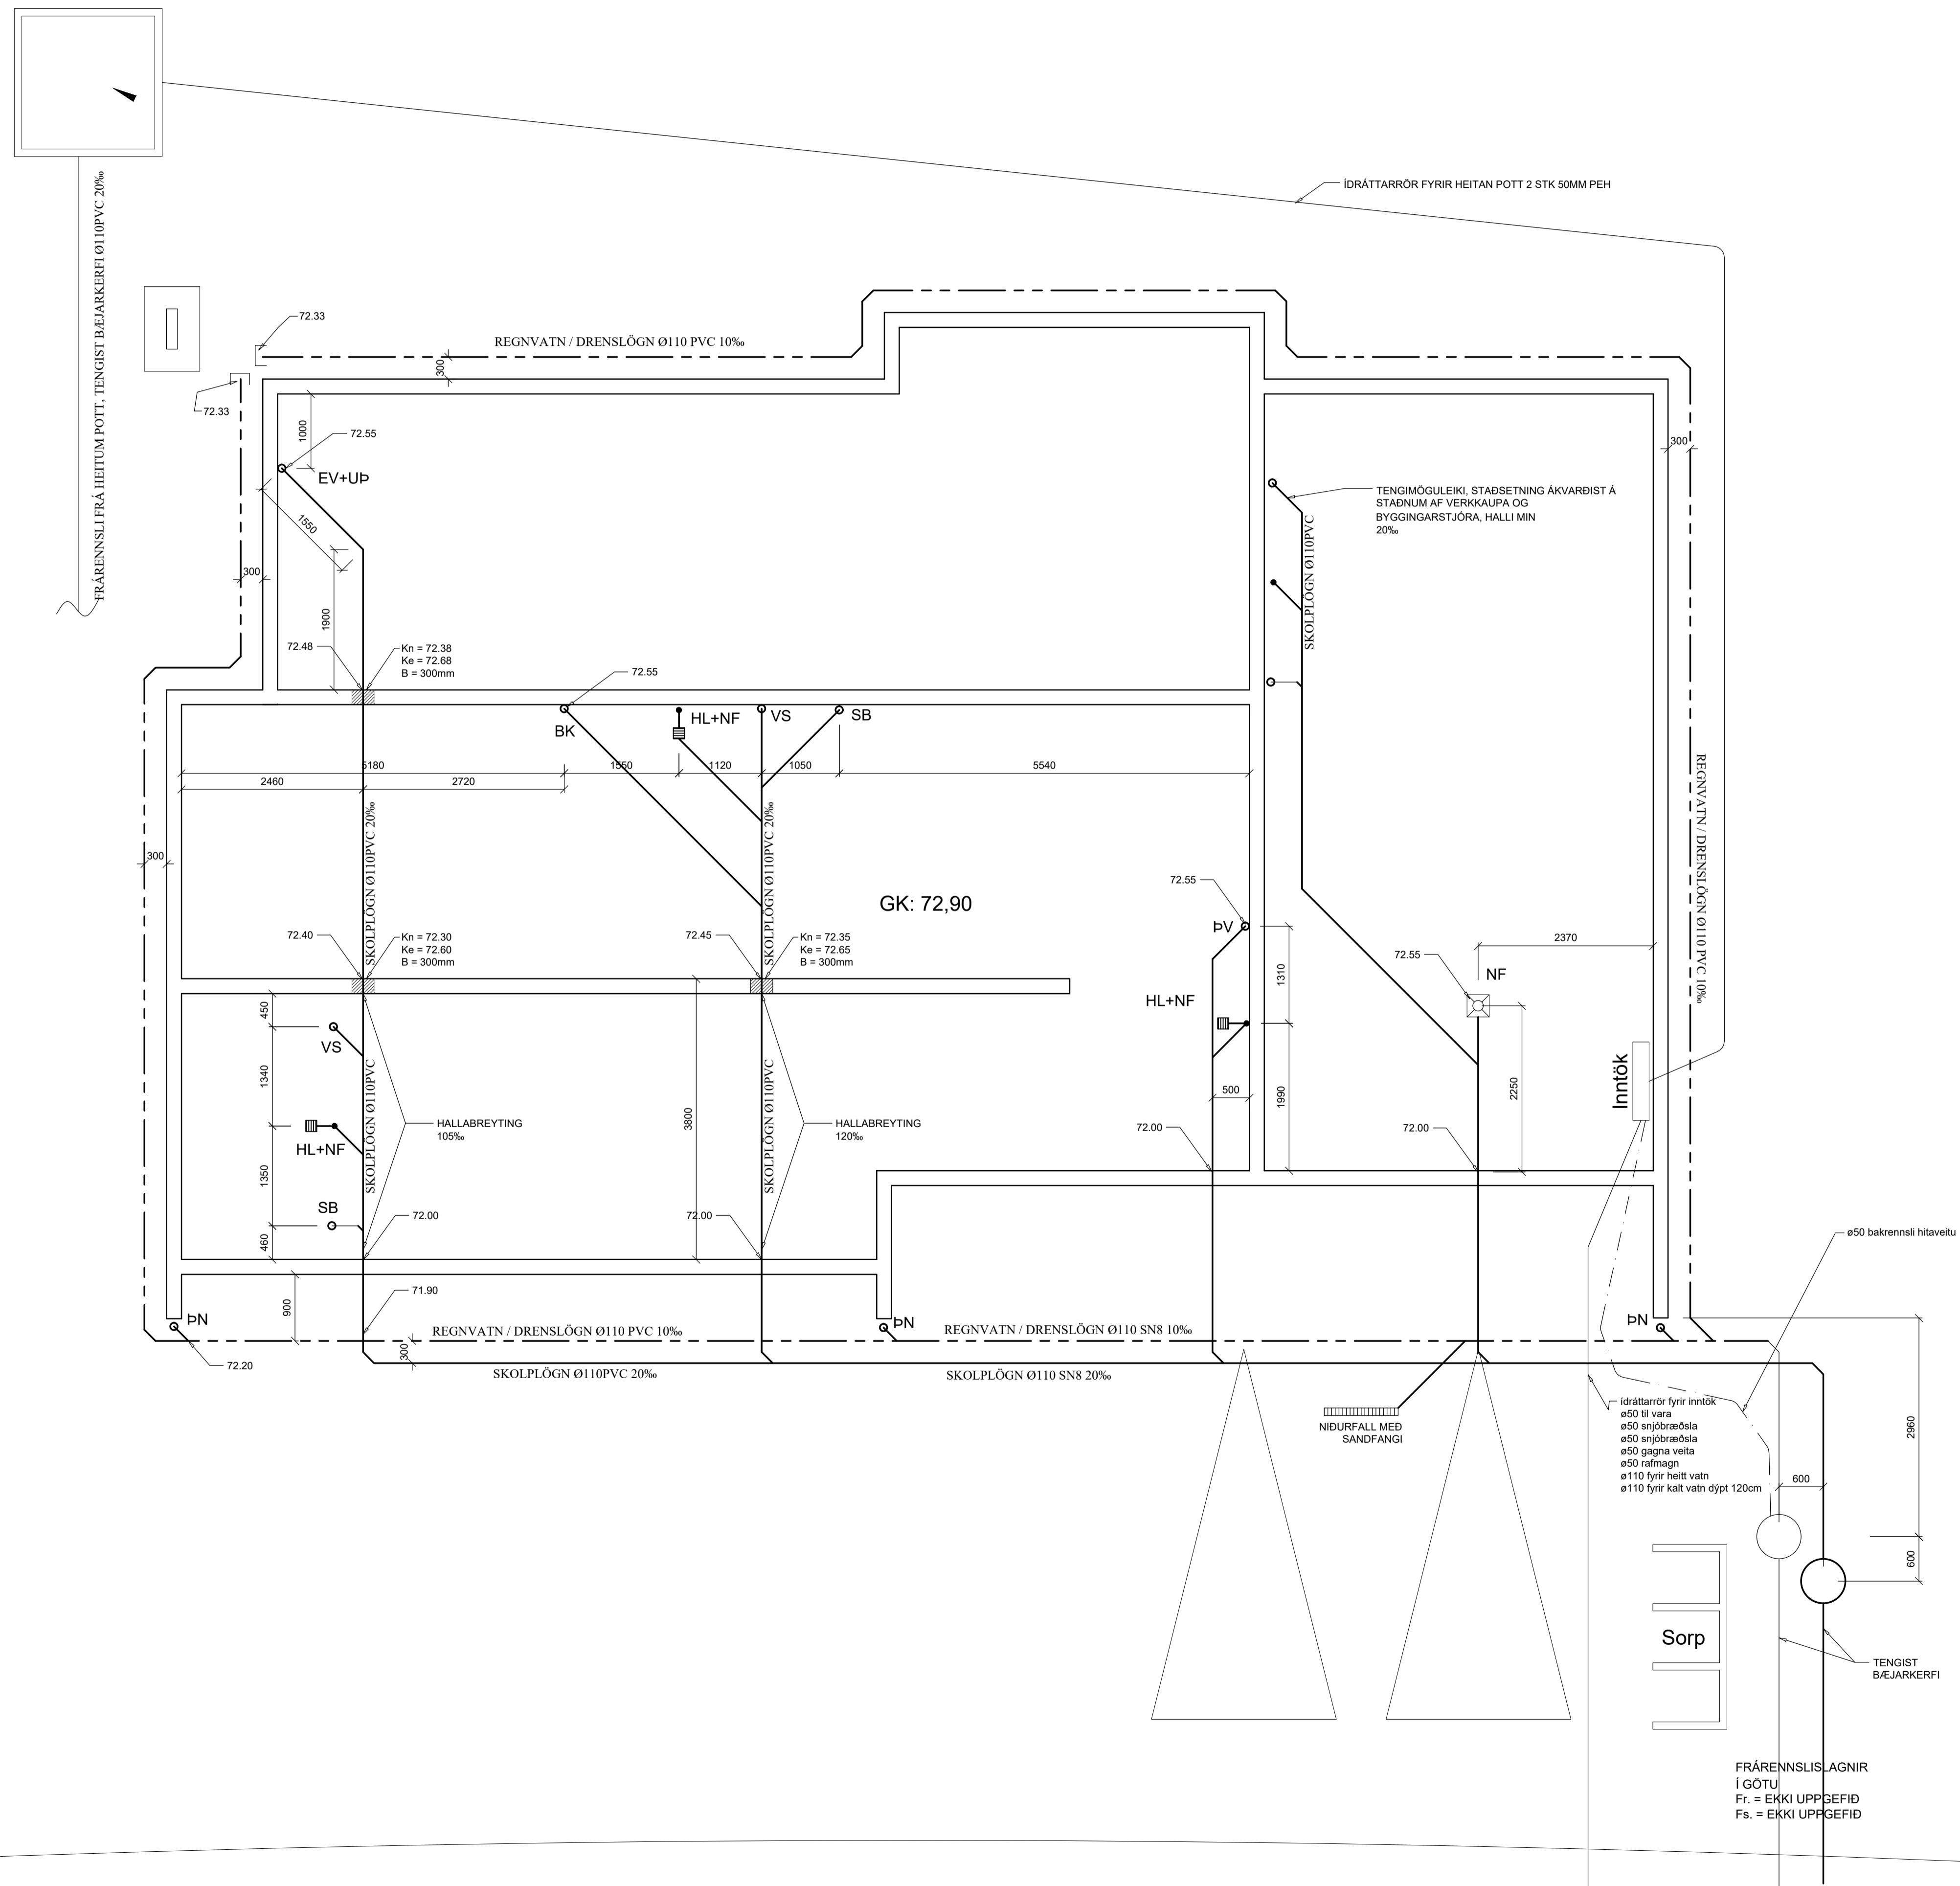 ÍDRÁTTARRÖR FYRIR HEITAN POTT 2 STK 50MM PEH
FRÁRENNSLI FRÁ HEITUM POTT, TENGIST BÆJARKERFI Ø110PVC 20‰
72.33
REGNVATN / DRENSLÖGN Ø110 PVC 10‰
300
72.33
1000
72.55
EV+UÞ
1550
300
1900
72.48
Kn = 72.38
Ke = 72.68
B = 300mm
300
TENGIMÖGULEIKI, STAÐSETNING ÁKVARÐIST Á
STAÐNUM AF VERKKAUPA OG
BYGGINGARSTJÓRA, HALLI MIN
20‰
SKOLPLÖGN Ø110PVC
72.55
BK
HL+NF
VS
SB
5180
1550
1120
1050
5540
2460
2720
SKOLPLÖGN Ø110PVC 20‰
SKOLPLÖGN Ø110PVC 20‰
REGNVATN / DRENSLÖGN Ø110 PVC 10‰
300
GK: 72,90
72.55
ÞV
72.40
Kn = 72.30
Ke = 72.60
B = 300mm
72.45
Kn = 72.35
Ke = 72.65
B = 300mm
1310
2370
72.55
NF
HL+NF
450
VS
1340
SKOLPLÖGN Ø110PVC
SKOLPLÖGN Ø110PVC
HALLABREYTING
105‰
3800
HALLABREYTING
120‰
500
1990
2250
Inntök
HL+NF
1350
72.00
72.00
SB
460
72.00
72.00
ø50 bakrennsli hitaveitu
900
71.90
ÞN
ÞN
ÞN
REGNVATN / DRENSLÖGN Ø110 PVC 10‰
REGNVATN / DRENSLÖGN Ø110 SN8 10‰
72.20
300
SKOLPLÖGN Ø110PVC 20‰
SKOLPLÖGN Ø110 SN8 20‰
NIÐURFALL MEÐ
SANDFANGI
ídráttarrör fyrir inntök
ø50 til vara
ø50 snjóbræðsla
ø50 snjóbræðsla
ø50 gagna veita
ø50 rafmagn
ø110 fyrir heitt vatn
ø110 fyrir kalt vatn dýpt 120cm
600
2960
600
Sorp
TENGIST
BÆJARKERFI
FRÁRENNSLISLAGNIR
Í GÖTU
Fr. = EKKI UPPGEFIÐ
Fs. = EKKI UPPGEFIÐ